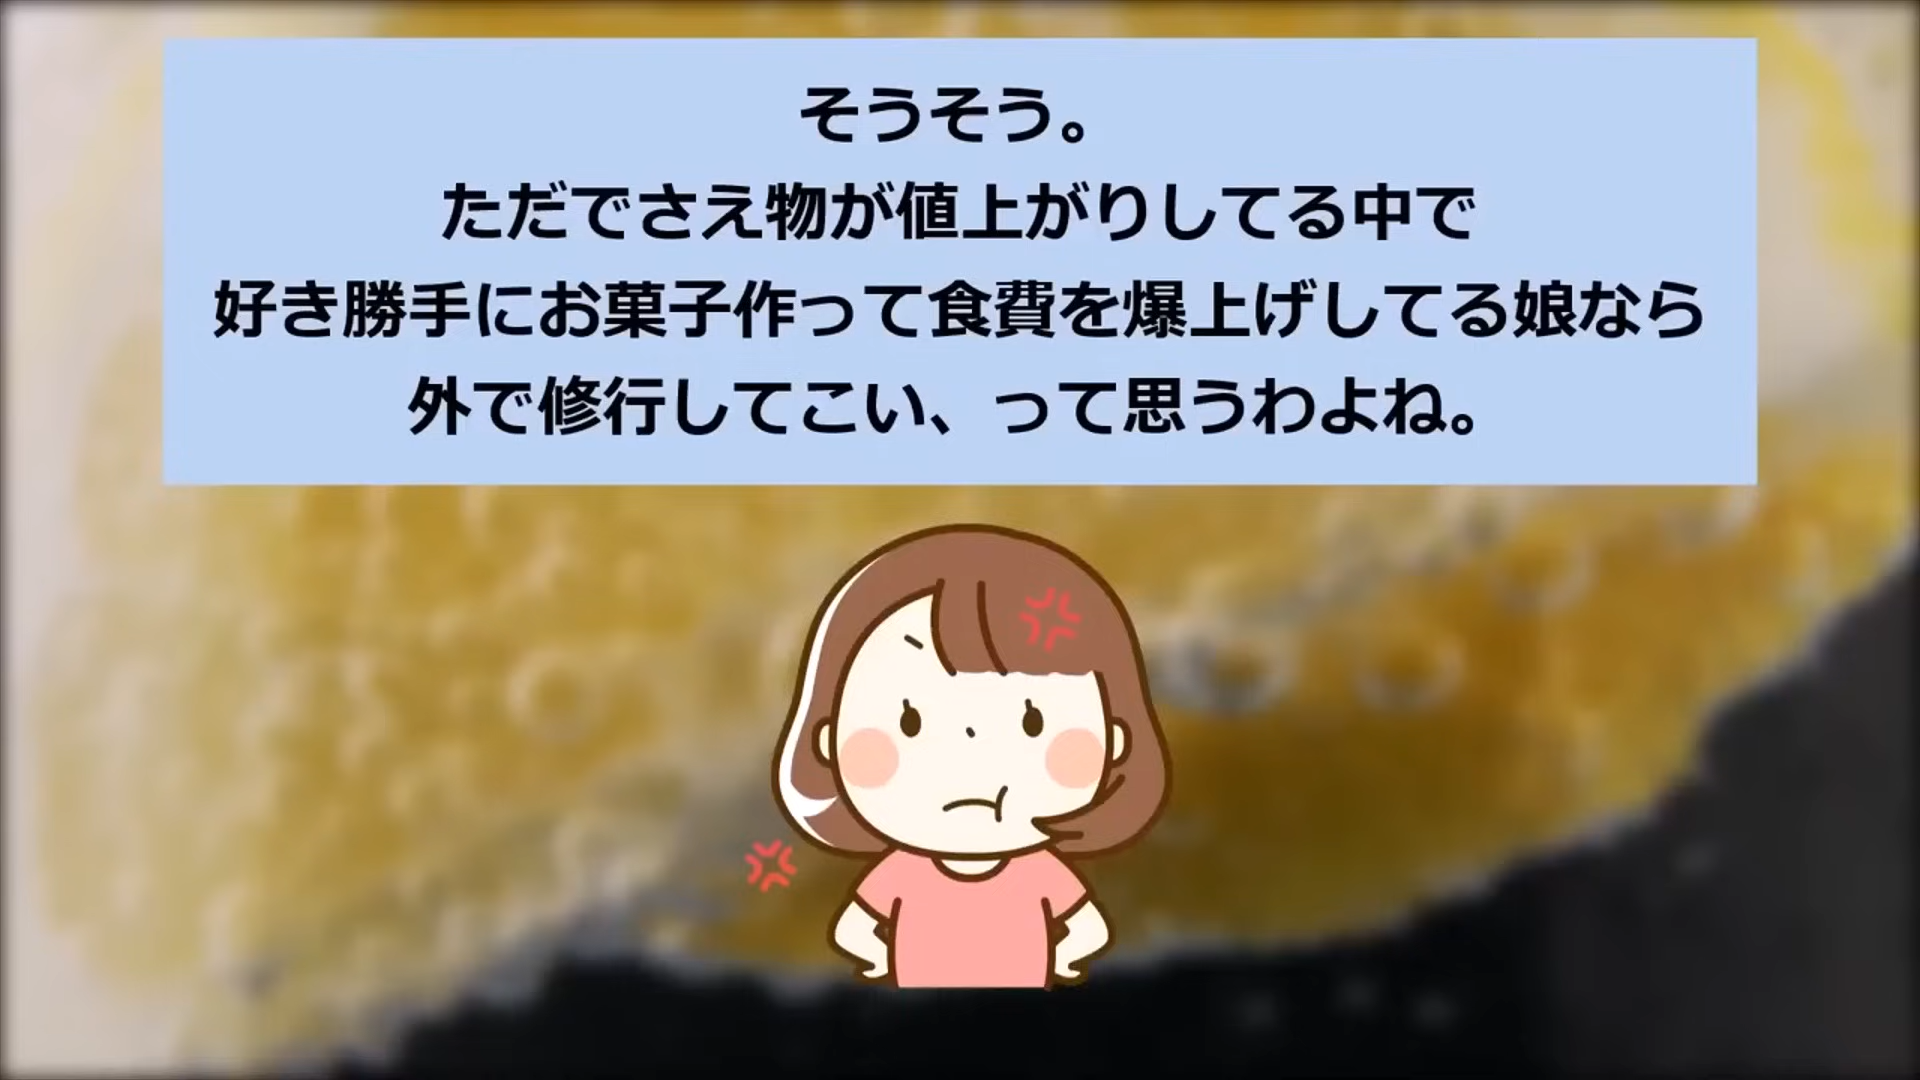 そうそう。
ただでさえ物が値上がりしてる中で
好き勝手にお菓子作って食費を爆上げしてる娘なら
外で修行してこい、って思うわよね。